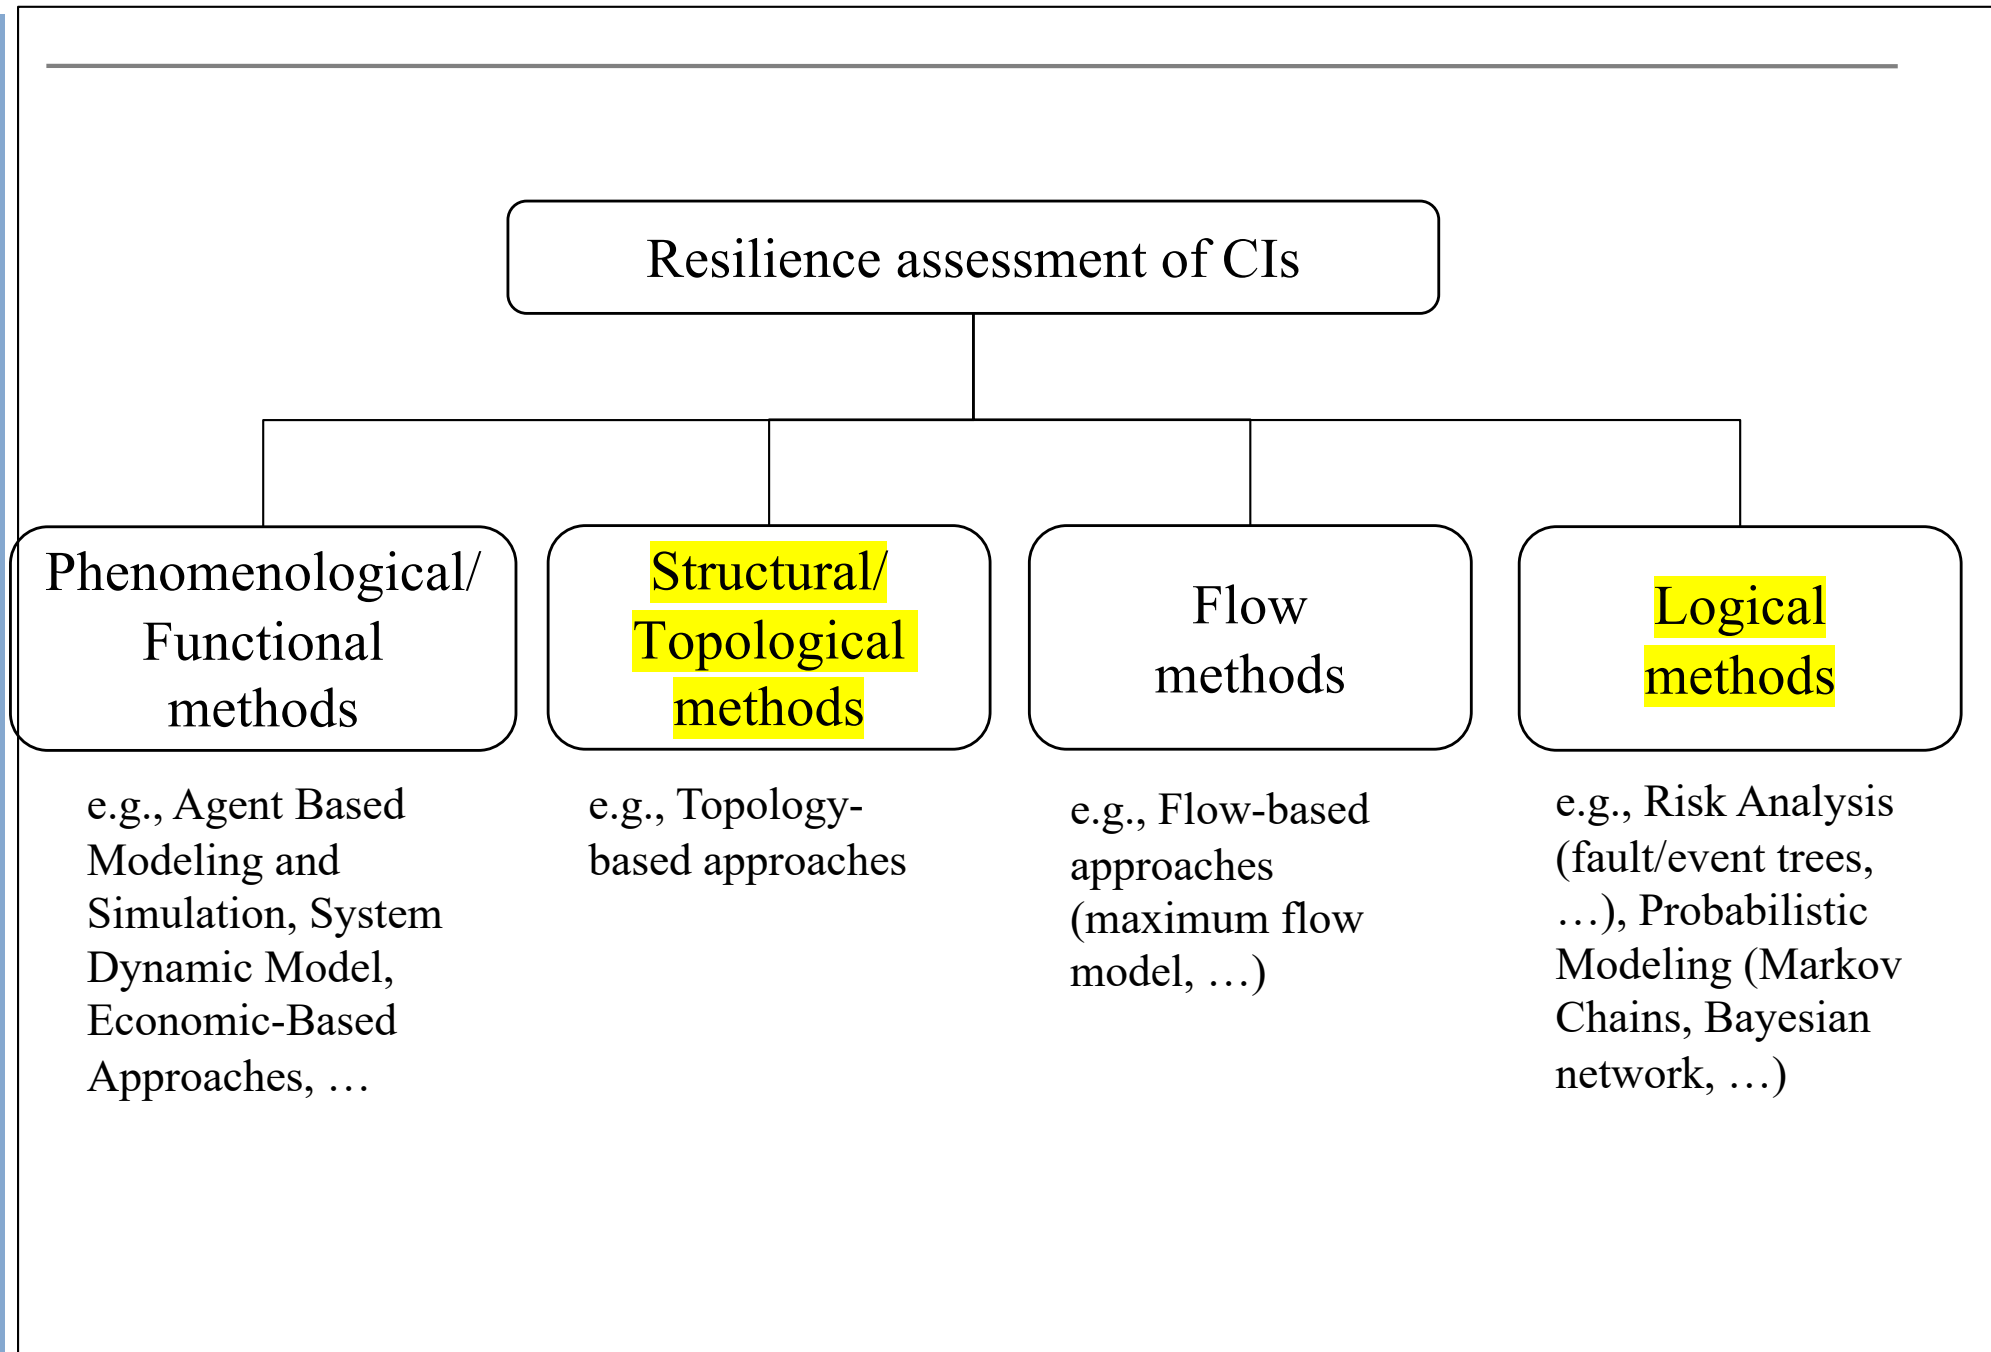 Resilience assessment of CIs
Phenomenological/
Functional
methods
Structural/
Topological
methods
Flow
methods
Logical
methods
e.g., Agent Based
Modeling and
Simulation, System
Dynamic Model,
Economic-Based
Approaches, …
e.g., Topology-
based approaches
e.g., Flow-based
approaches
(maximum flow
model, …)
e.g., Risk Analysis
(fault/event trees,
…), Probabilistic
Modeling (Markov
Chains, Bayesian
network, …)